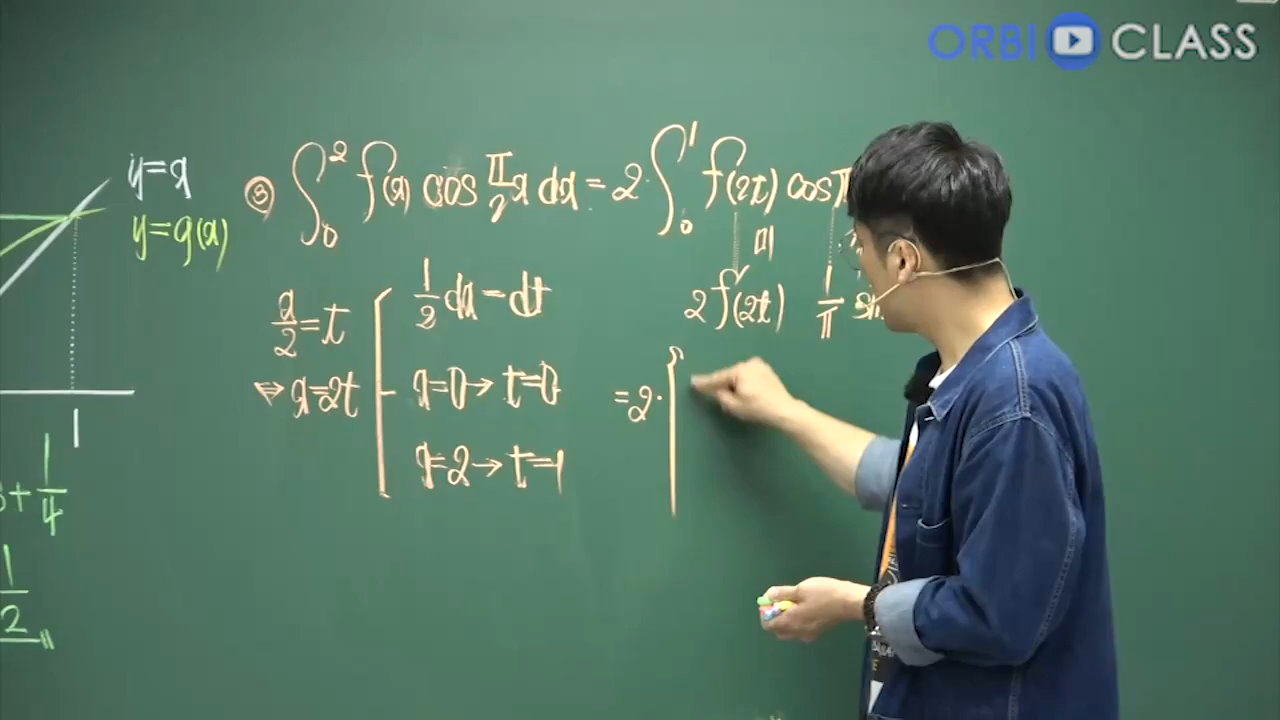 ORBI CLASS
y=x
y=g(x)
③ ∫₀² f(x) cos π/2 x dx = 2·∫₀¹ f(2t) cos π
x/2 = t
⇔ x=2t
1/2 dx = dt
x=0 → t=0
x=2 → t=1
2f'(2t) 1/π
= 2·[
1
+ 1/4
1/2 〃